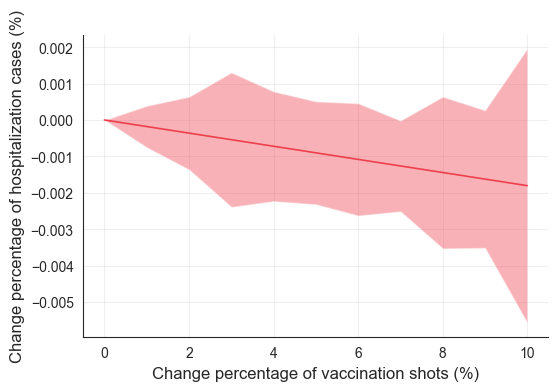 Change percentage of hospitalization cases (%)
0.002
0.001
0.000
−0.001
−0.002
−0.003
−0.004
−0.005
0 2 4 6 8 10
Change percentage of vaccination shots (%)